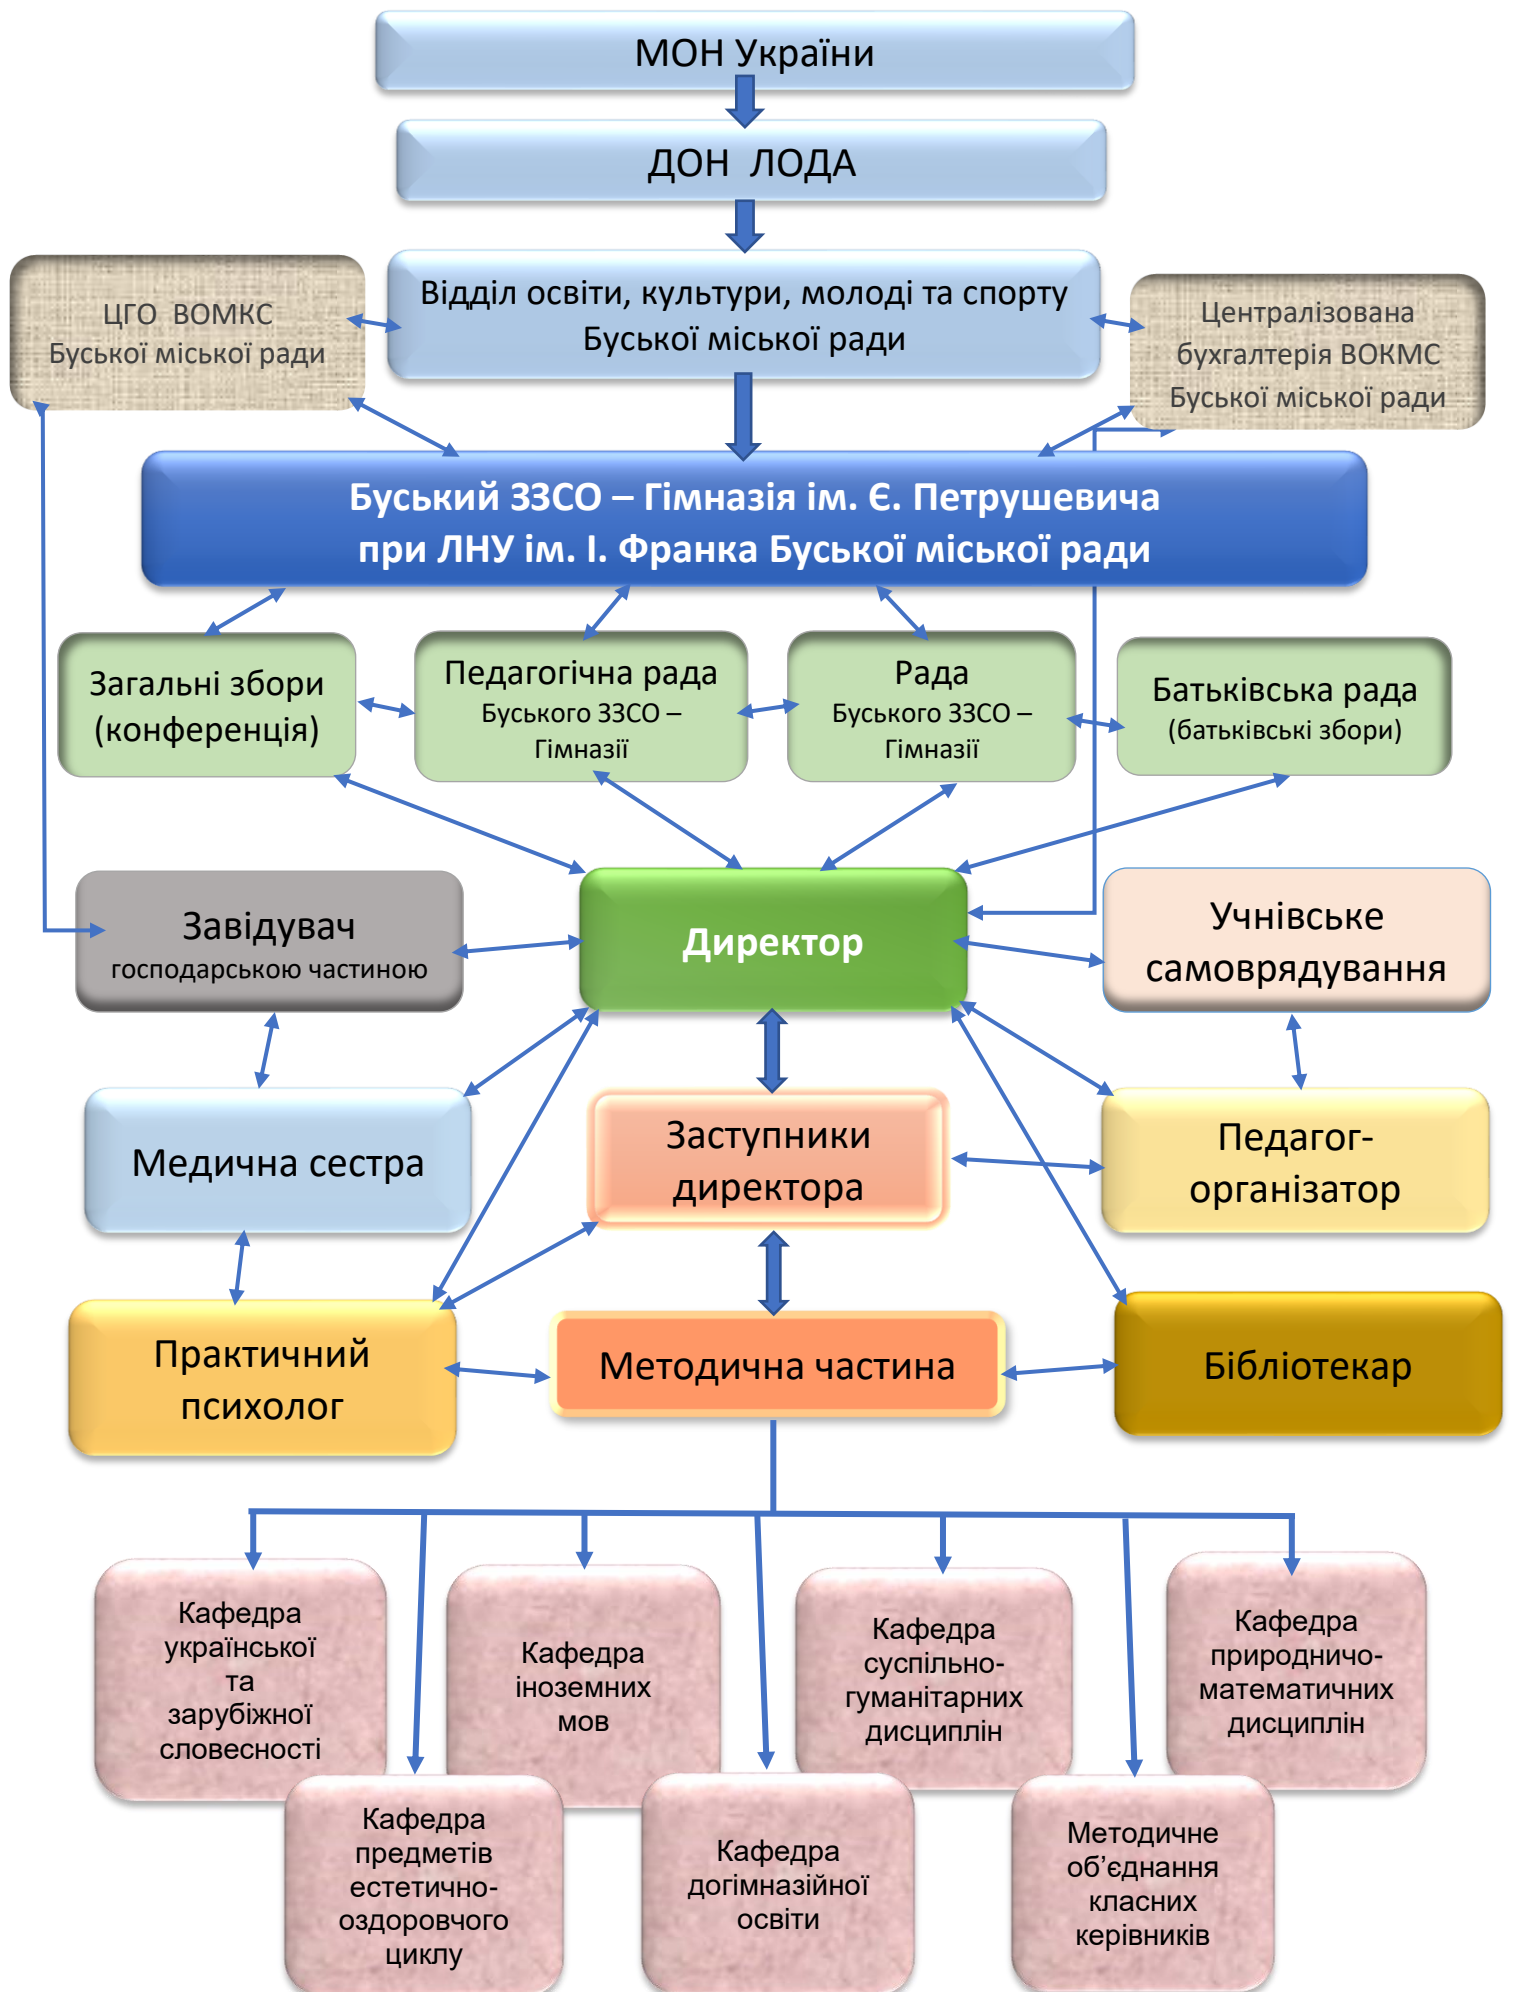 МОН України
ДОН ЛОДА
ЦГО ВОМКС
Буської міської ради
Відділ освіти, культури, молоді та спорту
Буської міської ради
Централізована
бухгалтерія ВОКМС
Буської міської ради
Буський ЗЗСО – Гімназія ім. Є. Петрушевича
при ЛНУ ім. І. Франка Буської міської ради
Загальні збори
(конференція)
Педагогічна рада
Буського ЗЗСО –
Гімназії
Рада
Буського ЗЗСО –
Гімназії
Батьківська рада
(батьківські збори)
Завідувач
господарською частиною
Директор
Учнівське
самоврядування
Медична сестра
Заступники
директора
Педагог-
організатор
Практичний
психолог
Методична частина
Бібліотекар
Кафедра
української
та
зарубіжної
словесності
Кафедра
іноземних
мов
Кафедра
суспільно-
гуманітарних
дисциплін
Кафедра
природничо-
математичних
дисциплін
Кафедра
предметів
естетично-
оздоровчого
циклу
Кафедра
догімназійної
освіти
Методичне
об’єднання
класних
керівників